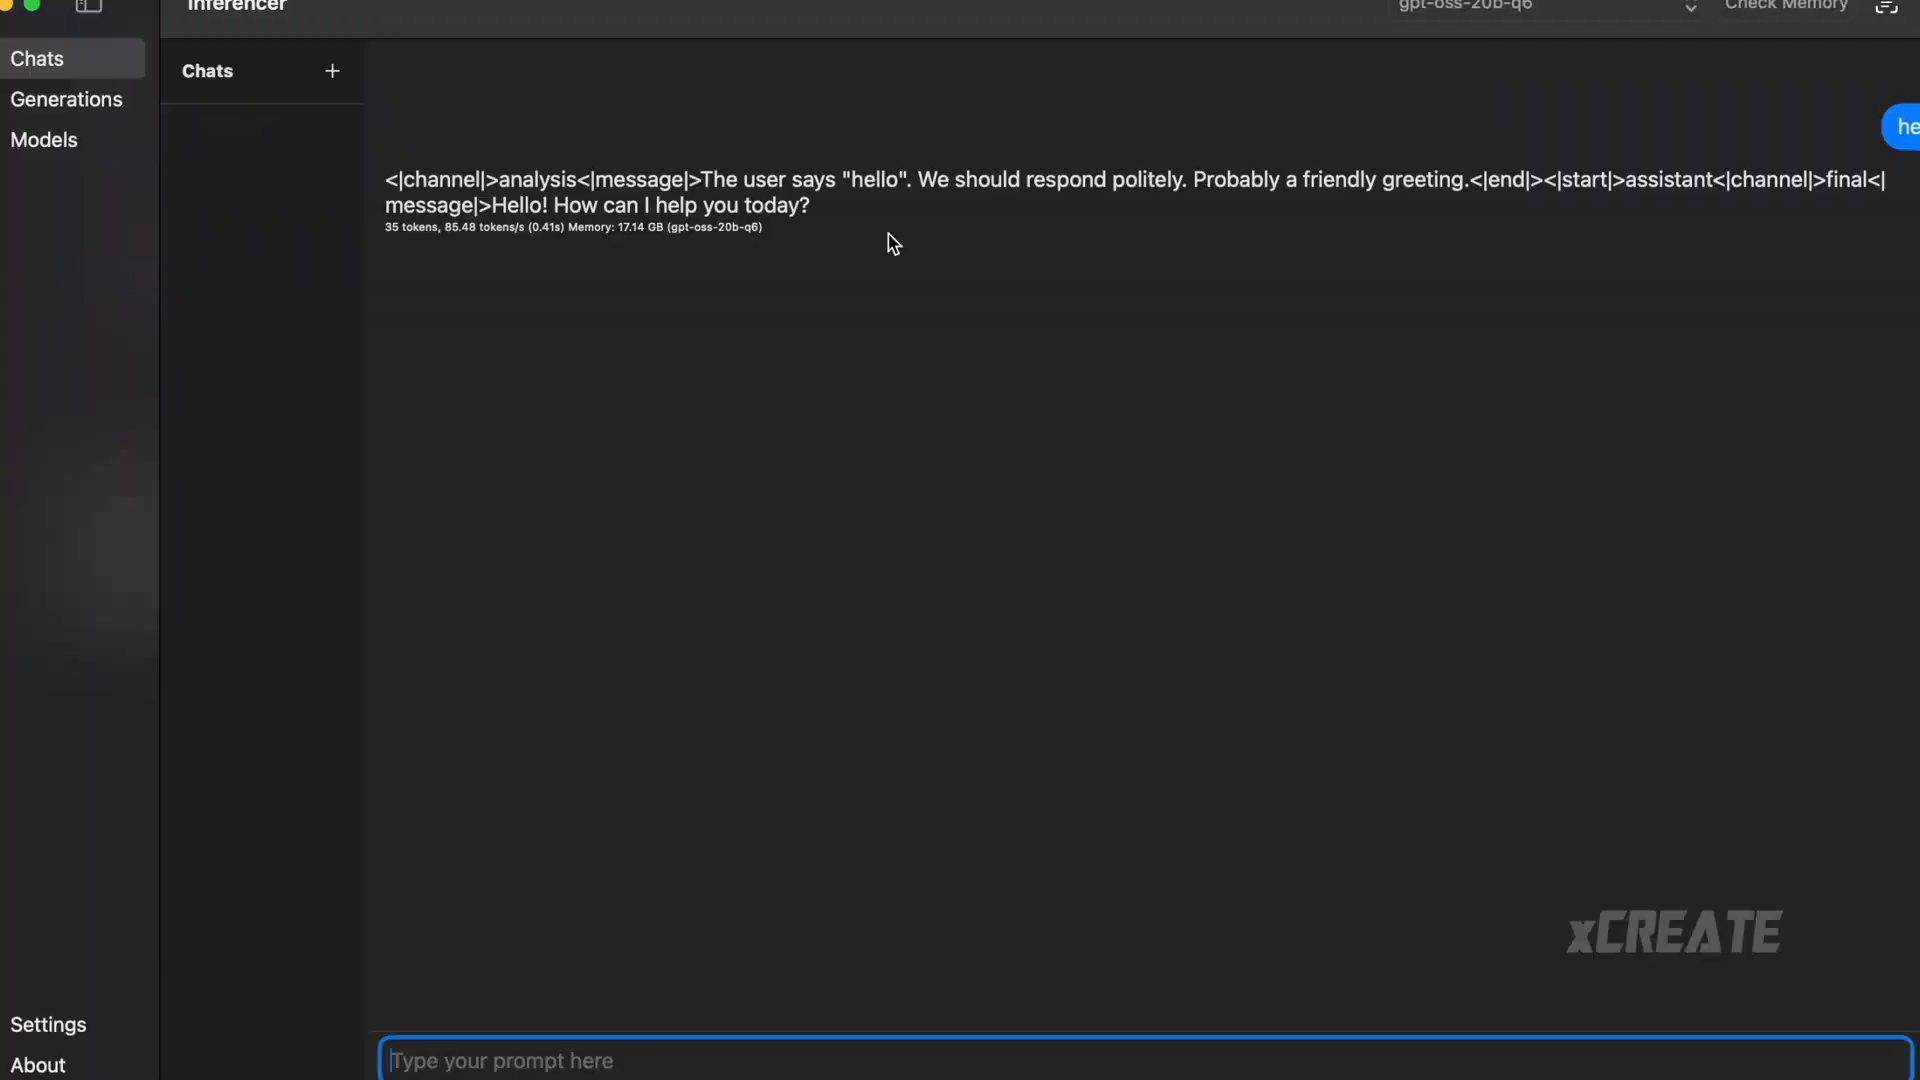 Inferencer
gpt-oss-20b-q6
Check Memory
Chats
Generations
Models
Chats
he
<|channel|>analysis<|message|>The user says "hello". We should respond politely. Probably a friendly greeting.<|end|><|start|>assistant<|channel|>final<|
message|>Hello! How can I help you today?
35 tokens, 85.48 tokens/s (0.41s) Memory: 17.14 GB (gpt-oss-20b-q6)
xCREATE
Settings
About
Type your prompt here